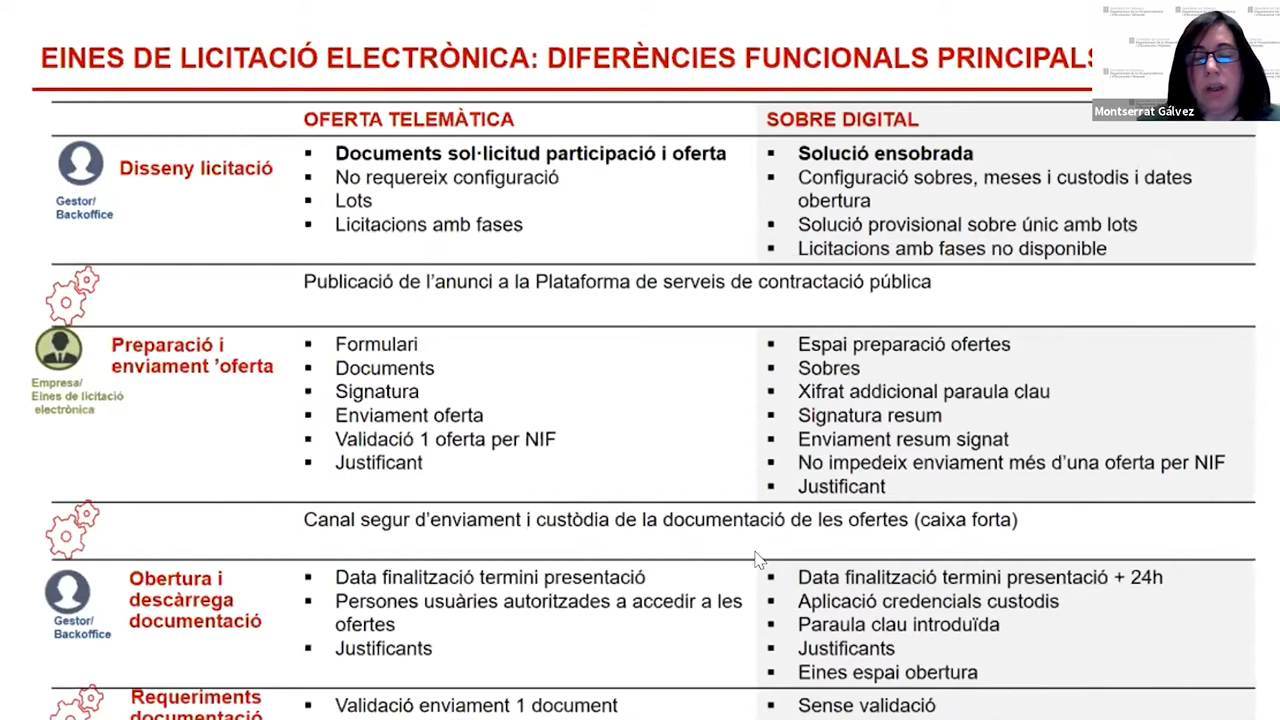 EINES DE LICITACIÓ ELECTRÒNICA: DIFERÈNCIES FUNCIONALS PRINCIPALS
Montserrat Gálvez
OFERTA TELEMÀTICA
SOBRE DIGITAL
Gestor/
Backoffice
Disseny licitació
▪ Documents sol·licitud participació i oferta
▪ No requereix configuració
▪ Lots
▪ Licitacions amb fases
▪ Solució ensobrada
▪ Configuració sobres, meses i custodis i dates
obertura
▪ Solució provisional sobre únic amb lots
▪ Licitacions amb fases no disponible
Publicació de l’anunci a la Plataforma de serveis de contractació pública
Empresa/
Eines de licitació
electrònica
Preparació i
enviament ’oferta
▪ Formulari
▪ Documents
▪ Signatura
▪ Enviament oferta
▪ Validació 1 oferta per NIF
▪ Justificant
▪ Espai preparació ofertes
▪ Sobres
▪ Xifrat addicional paraula clau
▪ Signatura resum
▪ Enviament resum signat
▪ No impedeix enviament més d’una oferta per NIF
▪ Justificant
Canal segur d’enviament i custòdia de la documentació de les ofertes (caixa forta)
Gestor/
Backoffice
Obertura i
descàrrega
documentació
▪ Data finalització termini presentació
▪ Persones usuàries autoritzades a accedir a les
ofertes
▪ Justificants
▪ Data finalització termini presentació + 24h
▪ Aplicació credencials custodis
▪ Paraula clau introduïda
▪ Justificants
▪ Eines espai obertura
Requeriments
documentació
▪ Validació enviament 1 document
▪ Sense validació